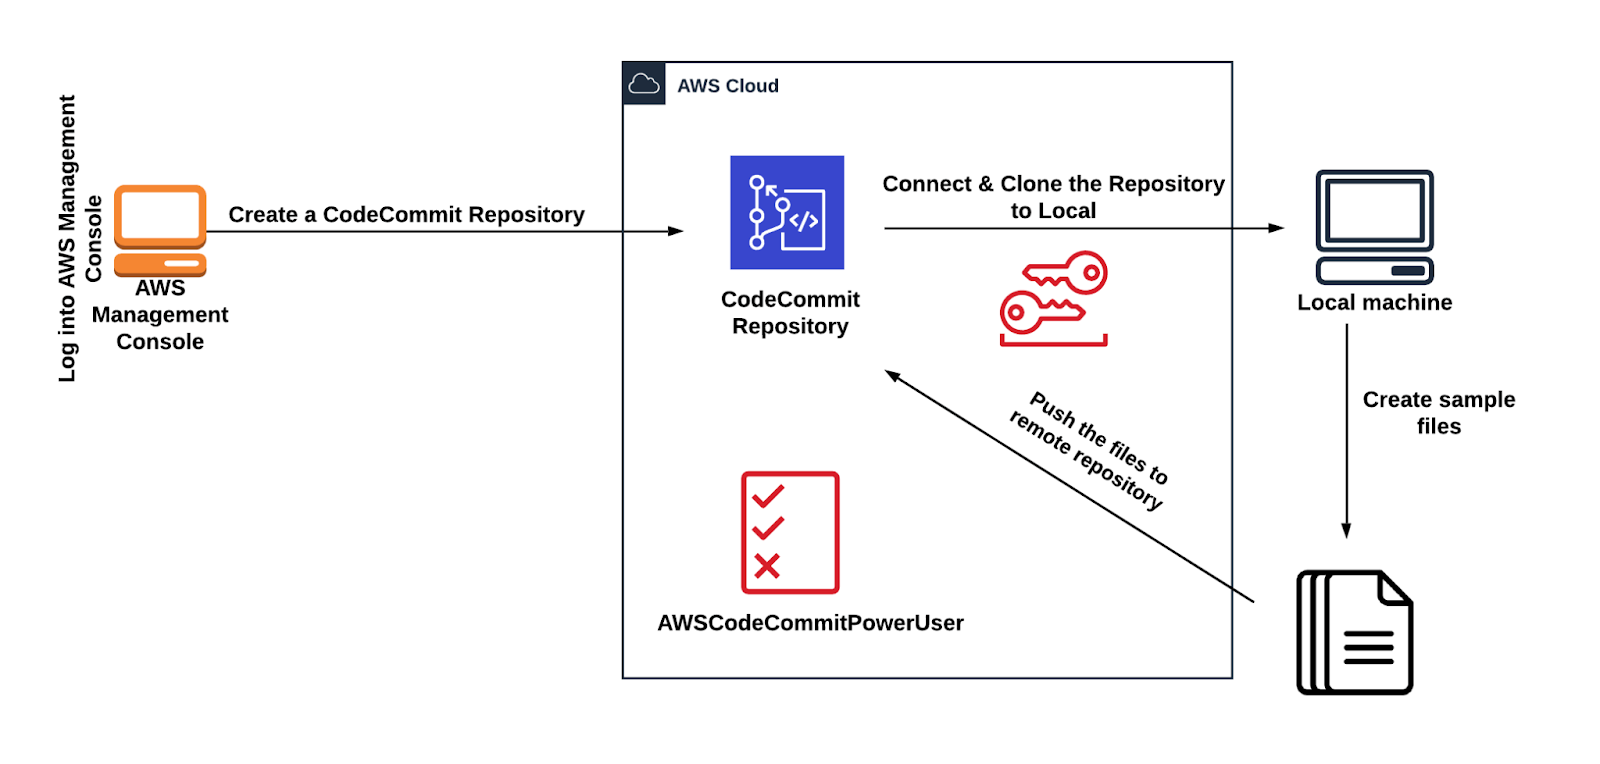 Log into AWS Management
Console
AWS
Management
Console
Create a CodeCommit Repository
AWS Cloud
CodeCommit
Repository
Connect & Clone the Repository
to Local
Local machine
Create sample
files
Push the files to
remote repository
AWSCodeCommitPowerUser